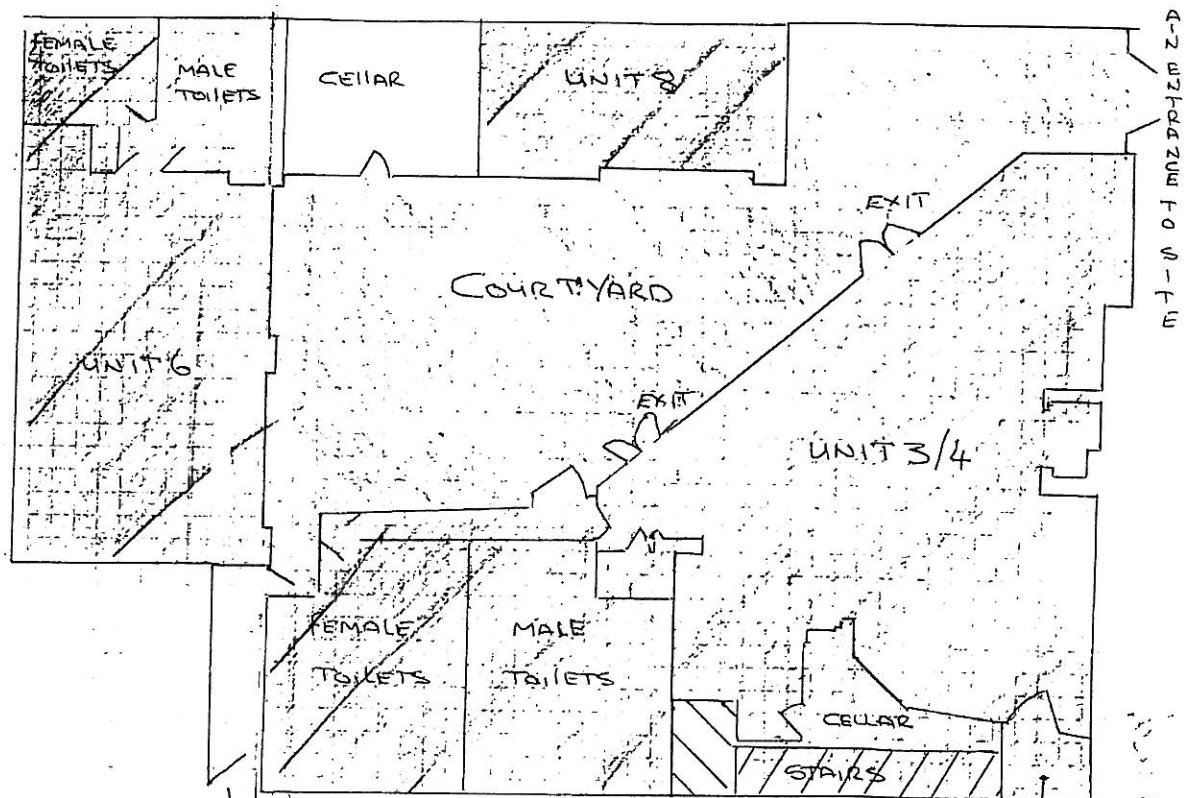 FEMALE
TOILETS
MALE
TOILETS
CELLAR
UNIT 8
A-N ENTRANCE TO SITE
EXIT
COURTYARD
UNIT 6
EXIT
UNIT 3/4
FEMALE
TOILETS
MALE
TOILETS
CELLAR
STAIRS